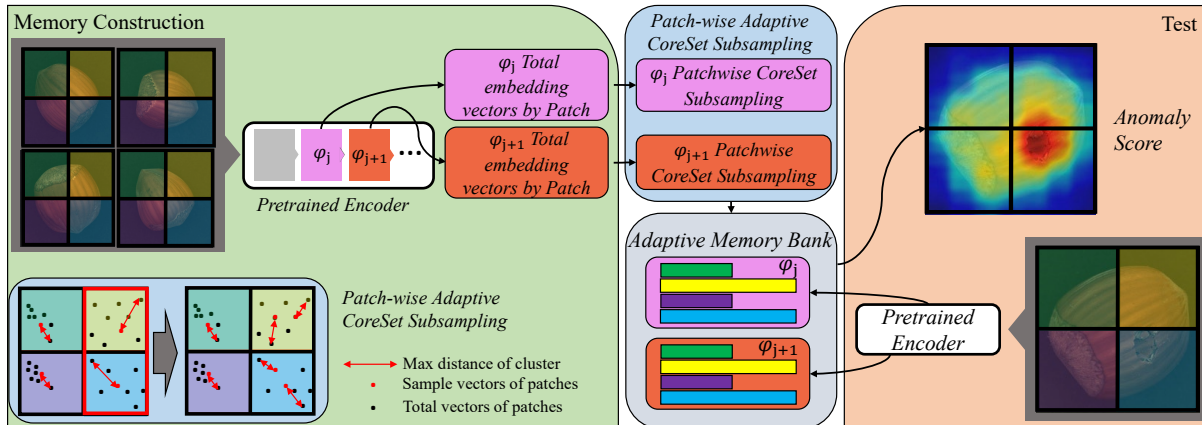 Memory Construction
φj
φj+1
...
Pretrained Encoder
φj Total
embedding
vectors by Patch
φj+1 Total
embedding
vectors by Patch
Patch-wise Adaptive
CoreSet Subsampling
Max distance of cluster
Sample vectors of patches
Total vectors of patches
Patch-wise Adaptive
CoreSet Subsampling
φj Patchwise CoreSet
Subsampling
φj+1 Patchwise
CoreSet Subsampling
Adaptive Memory Bank
φj
φj+1
Test
Anomaly
Score
Pretrained
Encoder